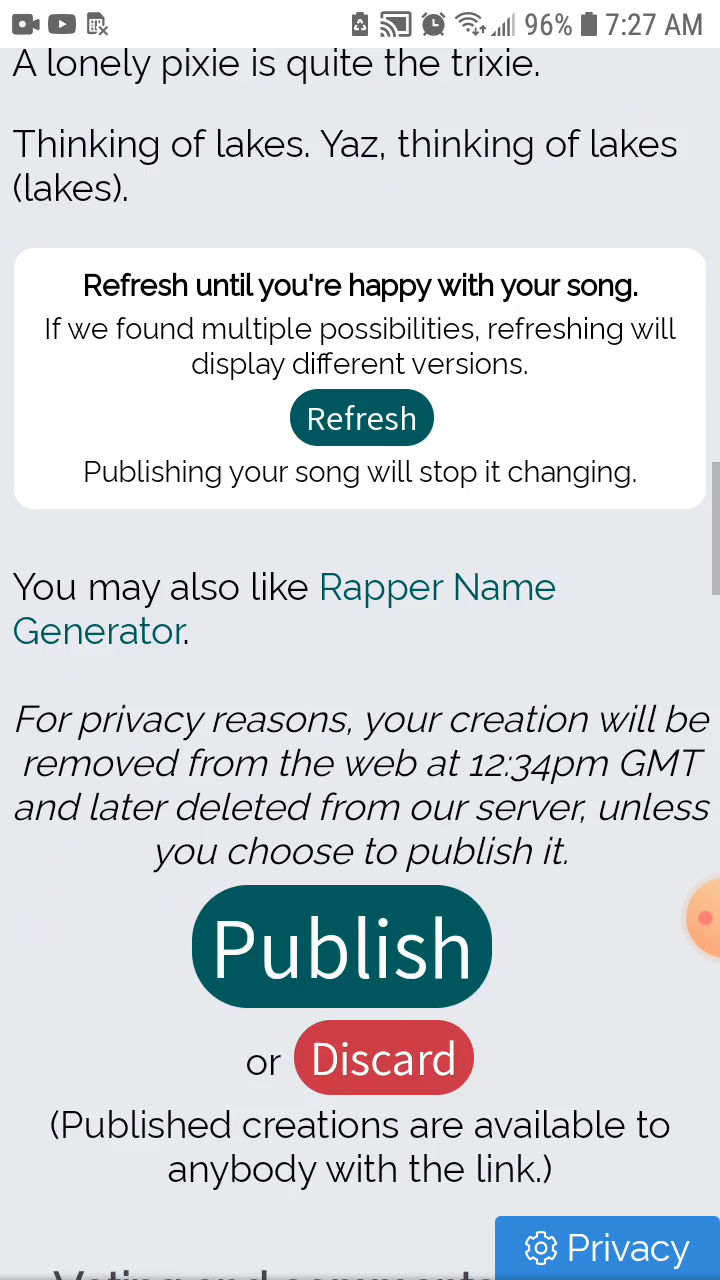 96% 7:27 AM
A lonely pixie is quite the trixie.
Thinking of lakes. Yaz, thinking of lakes
(lakes).
Refresh until you're happy with your song.
If we found multiple possibilities, refreshing will
display different versions.
Refresh
Publishing your song will stop it changing.
You may also like Rapper Name
Generator.
For privacy reasons, your creation will be
removed from the web at 12:34pm GMT
and later deleted from our server, unless
you choose to publish it.
Publish
or Discard
(Published creations are available to
anybody with the link.)
Privacy